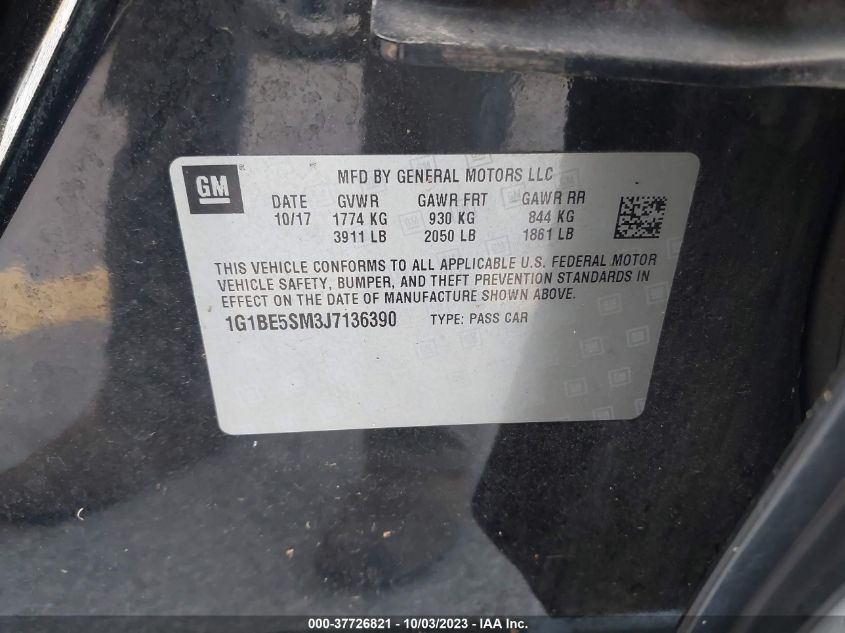 GM
MFD BY GENERAL MOTORS LLC
DATE GVWR GAWR FRT GAWR RR
10/17 1774 KG 930 KG 844 KG
3911 LB 2050 LB 1861 LB
THIS VEHICLE CONFORMS TO ALL APPLICABLE U.S. FEDERAL MOTOR
VEHICLE SAFETY, BUMPER, AND THEFT PREVENTION STANDARDS IN
EFFECT ON THE DATE OF MANUFACTURE SHOWN ABOVE.
1G1BE5SM3J7136390 TYPE: PASS CAR
000-37726821 - 10/03/2023 - IAA Inc.